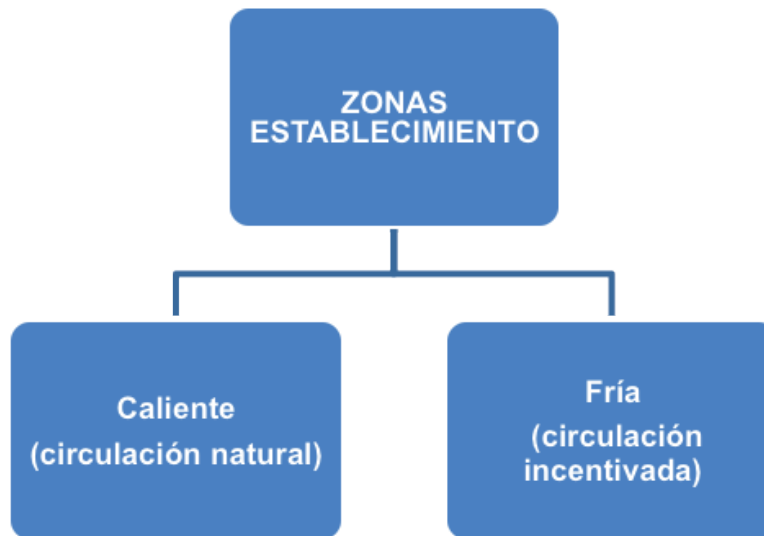 ZONAS
ESTABLECIMIENTO
Caliente
(circulación natural)
Fría
(circulación
incentivada)